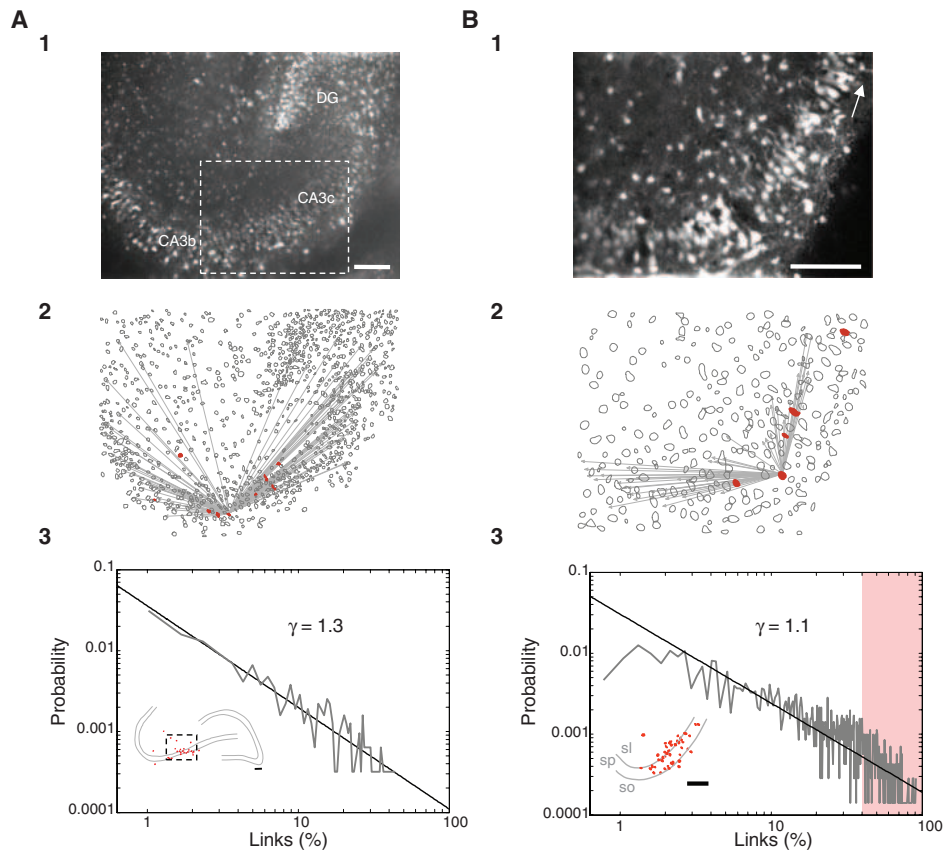 A
1
DG
CA3c
CA3b
2
3
0.1
0.01
0.001
0.0001
Probability
γ = 1.3
1
10
100
Links (%)
B
1
2
3
0.1
0.01
0.001
0.0001
Probability
γ = 1.1
sl
sp
so
1
10
100
Links (%)